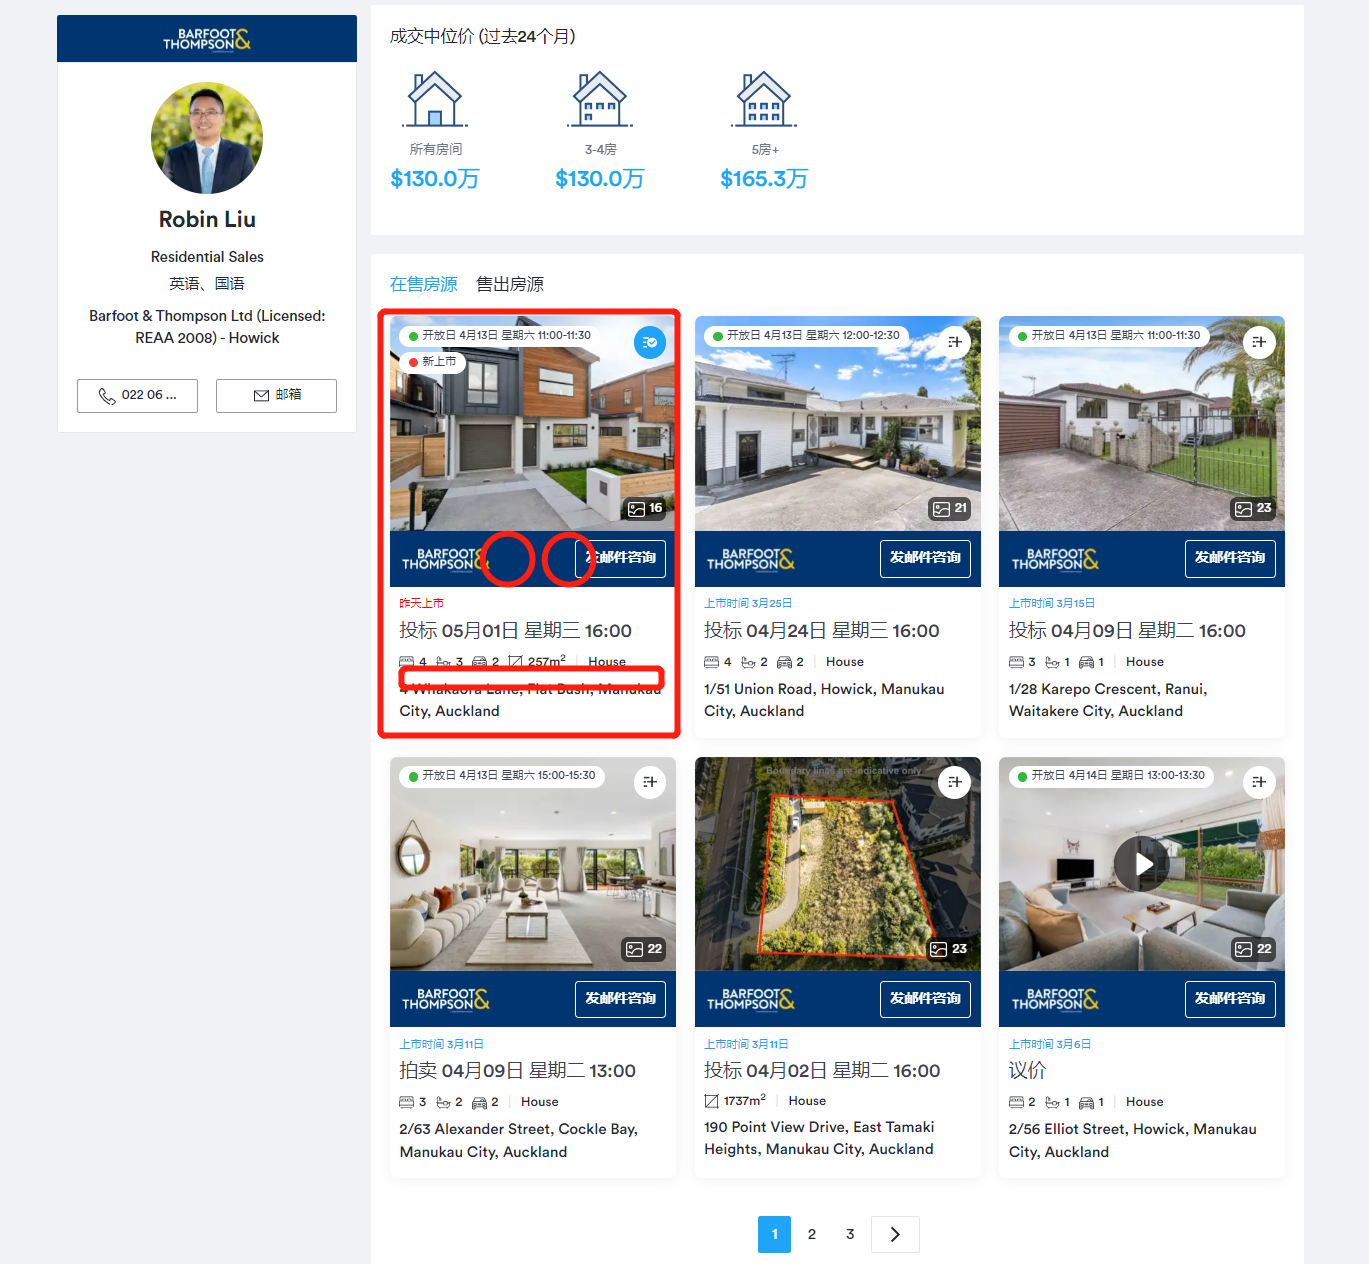 BARFOOT & THOMPSON
Robin Liu
Residential Sales
英语、国语
Barfoot & Thompson Ltd (Licensed:
REAA 2008) - Howick
022 06 ...
邮箱
成交中位价 (过去24个月)
所有房间
3-4房
5房+
$130.0万
$130.0万
$165.3万
在售房源
售出房源
开放日 4月13日 星期六 11:00-11:30
新上市
16
BARFOOT & THOMPSON
发邮件咨询
昨天上市
投标 05月01日 星期三 16:00
4 3 2 257m² House
4 Whakaora Lane, Flat Bush, Manukau
City, Auckland
开放日 4月13日 星期六 12:00-12:30
21
BARFOOT & THOMPSON
发邮件咨询
上市时间 3月25日
投标 04月24日 星期三 16:00
4 2 2 House
1/51 Union Road, Howick, Manukau
City, Auckland
开放日 4月13日 星期六 11:00-11:30
23
BARFOOT & THOMPSON
发邮件咨询
上市时间 3月15日
投标 04月09日 星期二 16:00
3 1 1 House
1/28 Karepo Crescent, Ranui,
Waitakere City, Auckland
开放日 4月13日 星期六 15:00-15:30
22
BARFOOT & THOMPSON
发邮件咨询
上市时间 3月11日
拍卖 04月09日 星期二 13:00
3 2 2 House
2/63 Alexander Street, Cockle Bay,
Manukau City, Auckland
Boundary lines are indicative only
23
BARFOOT & THOMPSON
发邮件咨询
上市时间 3月11日
投标 04月02日 星期二 16:00
1737m² House
190 Point View Drive, East Tamaki
Heights, Manukau City, Auckland
开放日 4月14日 星期日 13:00-13:30
22
BARFOOT & THOMPSON
发邮件咨询
上市时间 3月6日
议价
2 1 1 House
2/56 Elliot Street, Howick, Manukau
City, Auckland
1 2 3